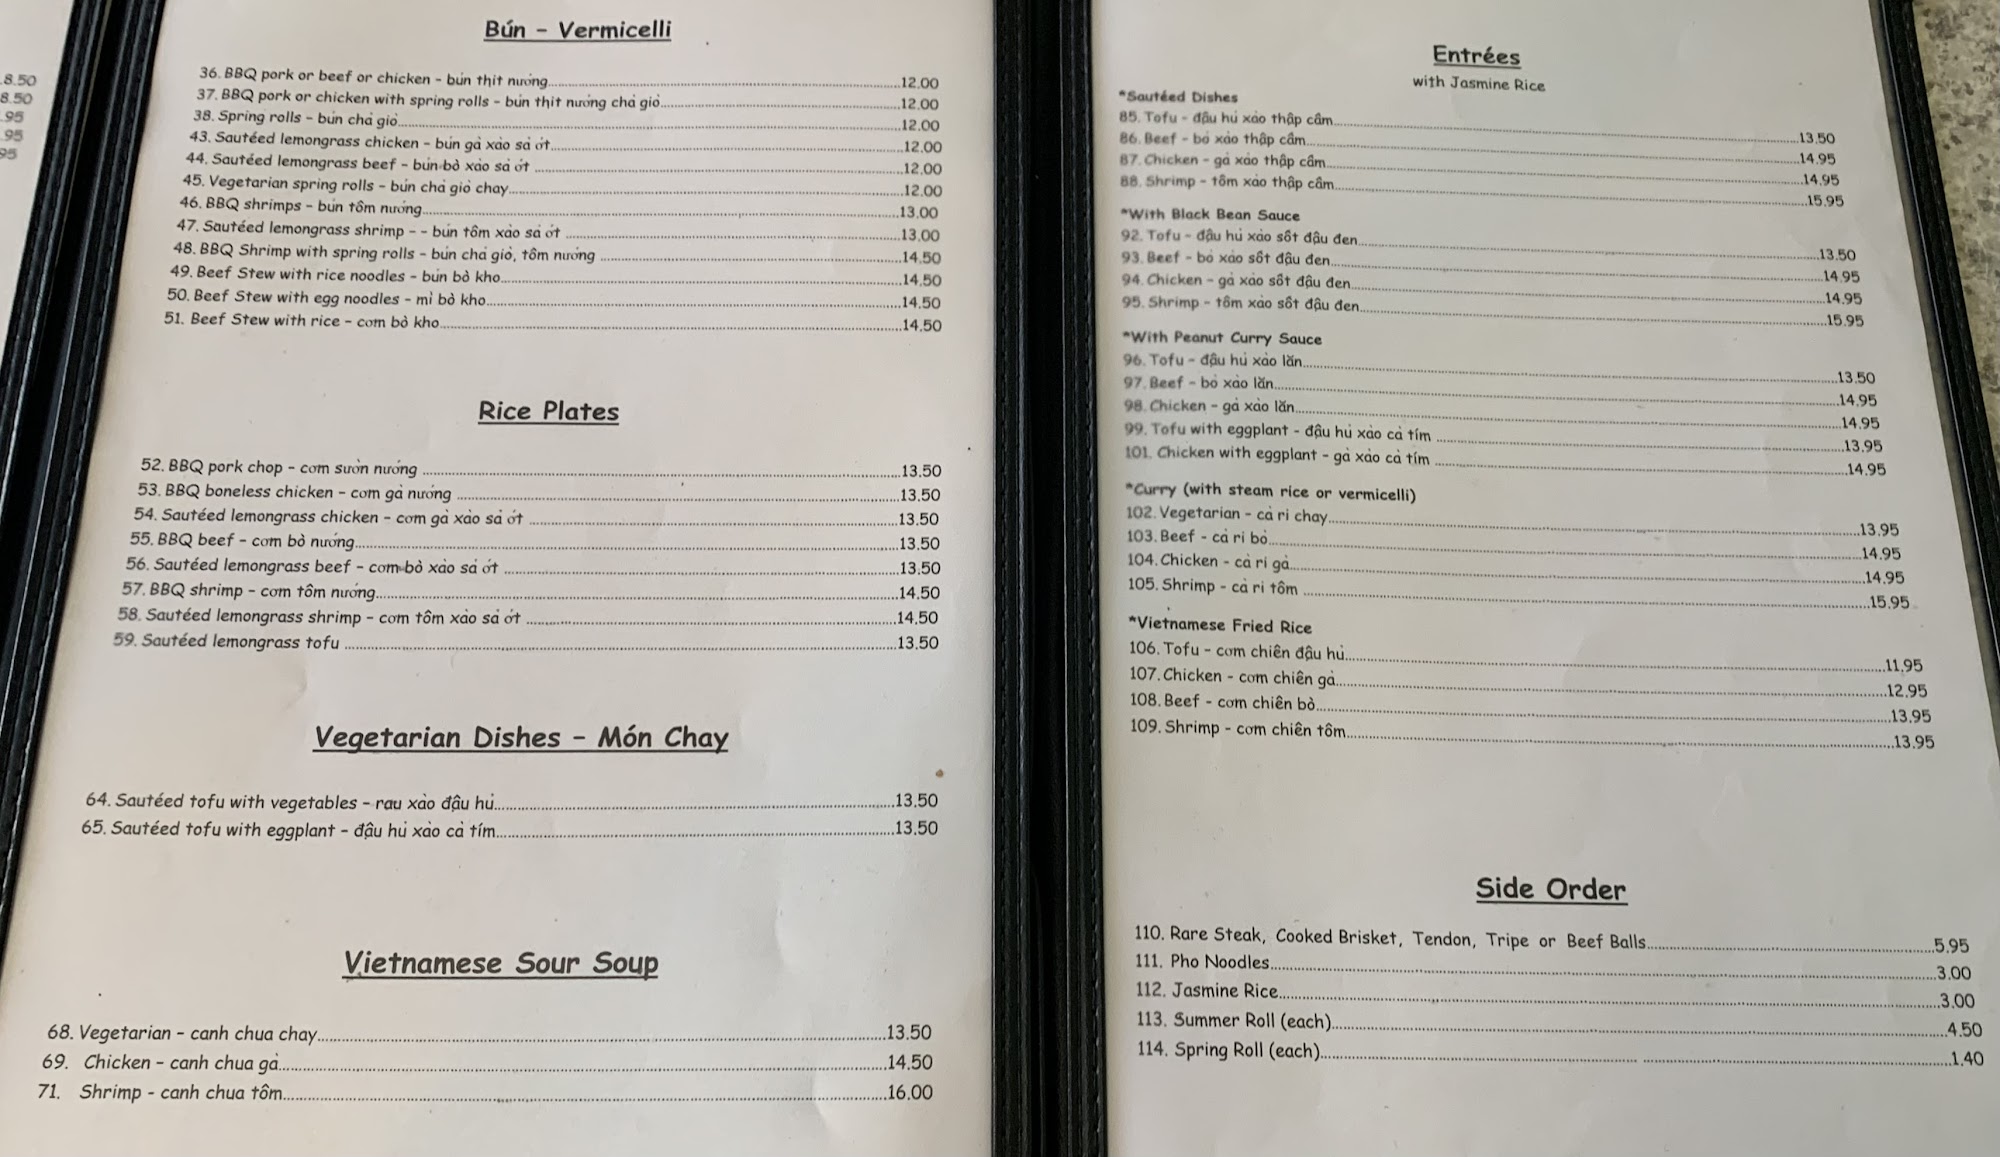 8.50
8.50
.95
.95
95
Bún - Vermicelli
36. BBQ pork or beef or chicken - bún thịt nướng 12.00
37. BBQ pork or chicken with spring rolls - bún thịt nướng chả giò 12.00
38. Spring rolls - bún chả giò 12.00
43. Sautéed lemongrass chicken - bún gà xào sả ớt 12.00
44. Sautéed lemongrass beef - bún bò xào sả ớt 12.00
45. Vegetarian spring rolls - bún chả giò chay 12.00
46. BBQ shrimps - bún tôm nướng 13.00
47. Sautéed lemongrass shrimp - - bún tôm xào sả ớt 13.00
48. BBQ Shrimp with spring rolls - bún chả giò, tôm nướng 14.50
49. Beef Stew with rice noodles - bún bò kho 14.50
50. Beef Stew with egg noodles - mì bò kho 14.50
51. Beef Stew with rice - cơm bò kho 14.50
Rice Plates
52. BBQ pork chop - cơm sườn nướng 13.50
53. BBQ boneless chicken - cơm gà nướng 13.50
54. Sautéed lemongrass chicken - cơm gà xào sả ớt 13.50
55. BBQ beef - cơm bò nướng 13.50
56. Sautéed lemongrass beef - cơm bò xào sả ớt 13.50
57. BBQ shrimp - cơm tôm nướng 14.50
58. Sautéed lemongrass shrimp - cơm tôm xào sả ớt 14.50
59. Sautéed lemongrass tofu 13.50
Vegetarian Dishes - Món Chay
64. Sautéed tofu with vegetables - rau xào đậu hủ 13.50
65. Sautéed tofu with eggplant - đậu hủ xào cà tím 13.50
Vietnamese Sour Soup
68. Vegetarian - canh chua chay 13.50
69. Chicken - canh chua gà 14.50
71. Shrimp - canh chua tôm 16.00
Entrées
with Jasmine Rice
*Sautéed Dishes
85. Tofu - đậu hủ xào thập cẩm 13.50
86. Beef - bò xào thập cẩm 14.95
87. Chicken - gà xào thập cẩm 14.95
88. Shrimp - tôm xào thập cẩm 15.95
*With Black Bean Sauce
92. Tofu - đậu hủ xào sốt đậu đen 13.50
93. Beef - bò xào sốt đậu đen 14.95
94. Chicken - gà xào sốt đậu đen 14.95
95. Shrimp - tôm xào sốt đậu đen 15.95
*With Peanut Curry Sauce
96. Tofu - đậu hủ xào lăn 13.50
97. Beef - bò xào lăn 14.95
98. Chicken - gà xào lăn 14.95
99. Tofu with eggplant - đậu hủ xào cà tím 13.95
101. Chicken with eggplant - gà xào cà tím 14.95
*Curry (with steam rice or vermicelli)
102. Vegetarian - cà ri chay 13.95
103. Beef - cà ri bò 14.95
104. Chicken - cà ri gà 14.95
105. Shrimp - cà ri tôm 15.95
*Vietnamese Fried Rice
106. Tofu - cơm chiên đậu hủ 11.95
107. Chicken - cơm chiên gà 12.95
108. Beef - cơm chiên bò 13.95
109. Shrimp - cơm chiên tôm 13.95
Side Order
110. Rare Steak, Cooked Brisket, Tendon, Tripe or Beef Balls 5.95
111. Pho Noodles 3.00
112. Jasmine Rice 3.00
113. Summer Roll (each) 4.50
114. Spring Roll (each) 1.40